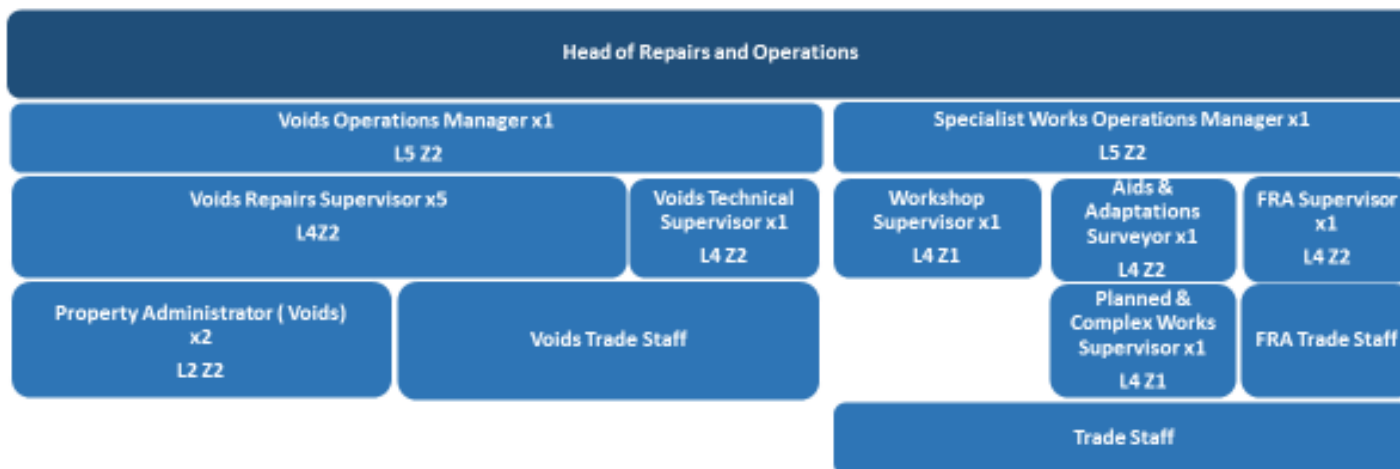 Head of Repairs and Operations
Voids Operations Manager x1
L5 Z2
Specialist Works Operations Manager x1
L5 Z2
Voids Repairs Supervisor x5
L4Z2
Voids Technical
Supervisor x1
L4 Z2
Workshop
Supervisor x1
L4 Z1
Aids &
Adaptations
Surveyor x1
L4 Z2
FRA Supervisor
x1
L4 Z2
Property Administrator ( Voids)
x2
L2 Z2
Voids Trade Staff
Planned &
Complex Works
Supervisor x1
L4 Z1
FRA Trade Staff
Trade Staff